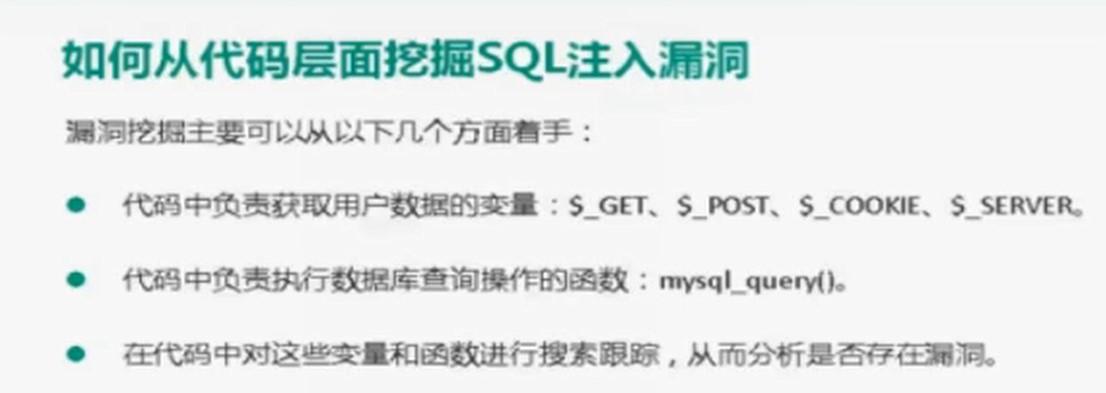 如何从代码层面挖掘SQL注入漏洞
漏洞挖掘主要可以从以下几个方面着手：
● 代码中负责获取用户数据的变量：$_GET、$_POST、$_COOKIE、$_SERVER。
● 代码中负责执行数据库查询操作的函数：mysql_query()。
● 在代码中对这些变量和函数进行搜索跟踪，从而分析是否存在漏洞。